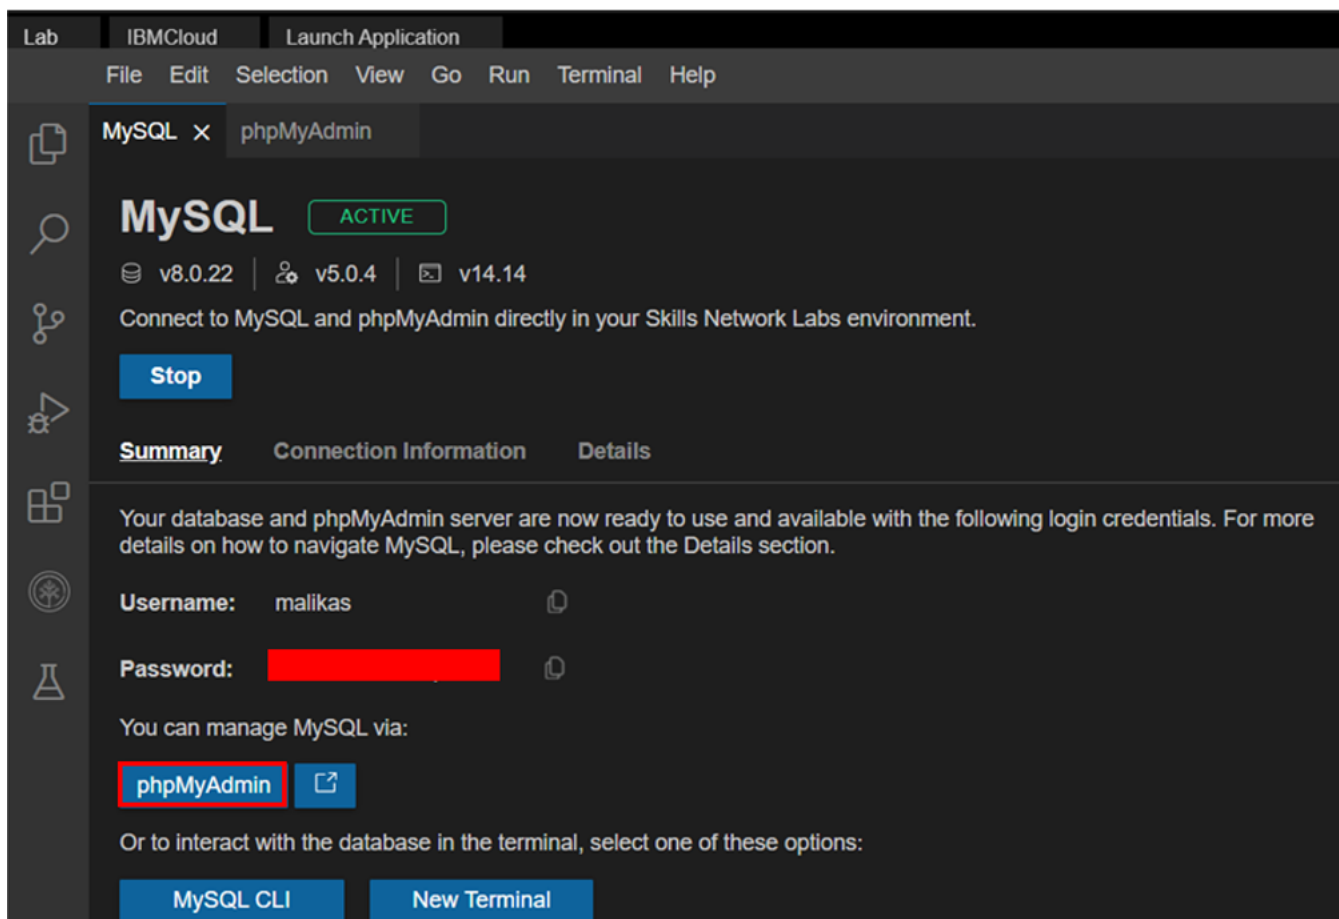 Lab IBMCloud Launch Application
File Edit Selection View Go Run Terminal Help
MySQL phpMyAdmin
MySQL ACTIVE
v8.0.22 v5.0.4 v14.14
Connect to MySQL and phpMyAdmin directly in your Skills Network Labs environment.
Stop
Summary Connection Information Details
Your database and phpMyAdmin server are now ready to use and available with the following login credentials. For more
details on how to navigate MySQL, please check out the Details section.
Username: malikas
Password:
You can manage MySQL via:
phpMyAdmin
Or to interact with the database in the terminal, select one of these options:
MySQL CLI New Terminal